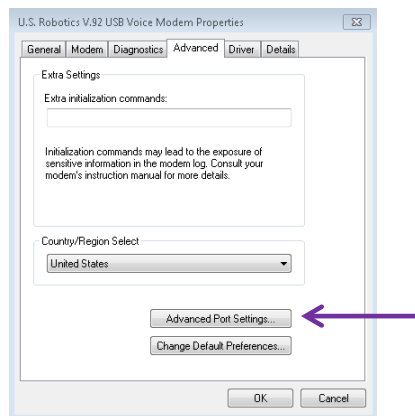 U.S. Robotics V.92 USB Voice Modem Properties
General Modem Diagnostics Advanced Driver Details
Extra Settings
Extra initialization commands:
Initialization commands may lead to the exposure of
sensitive information in the modem log. Consult your
modem's instruction manual for more details.
Country/Region Select
United States
Advanced Port Settings...
Change Default Preferences...
OK Cancel